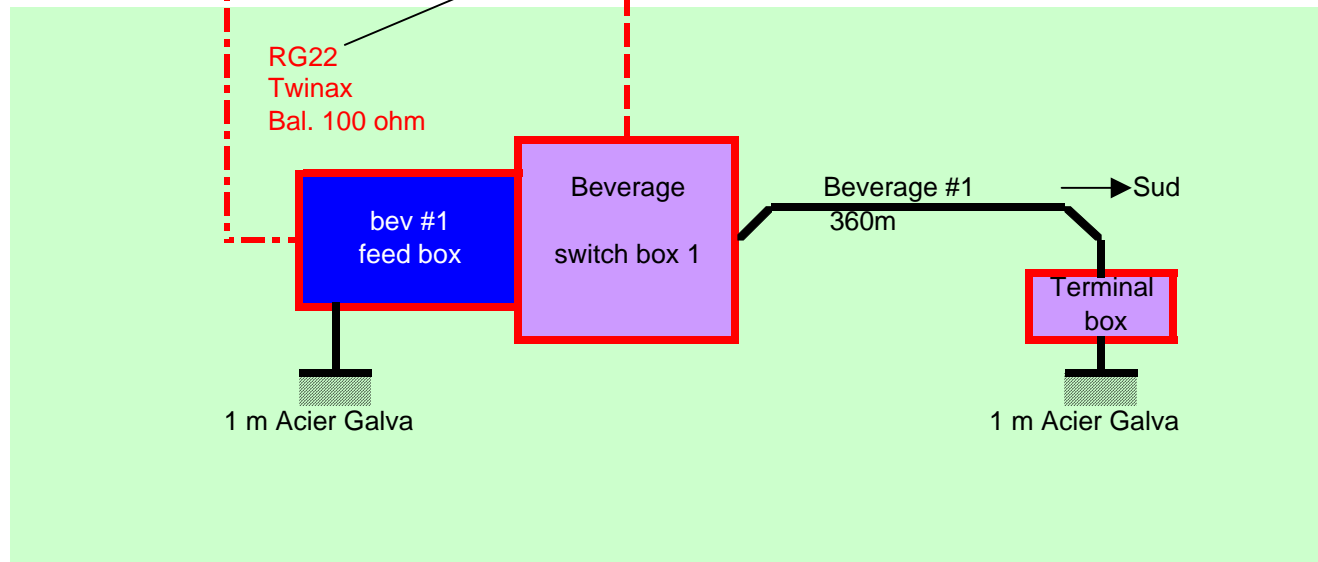 RG22
Twinax
Bal. 100 ohm
bev #1
feed box
Beverage
switch box 1
Beverage #1
360m
Sud
Terminal
box
1 m Acier Galva
1 m Acier Galva